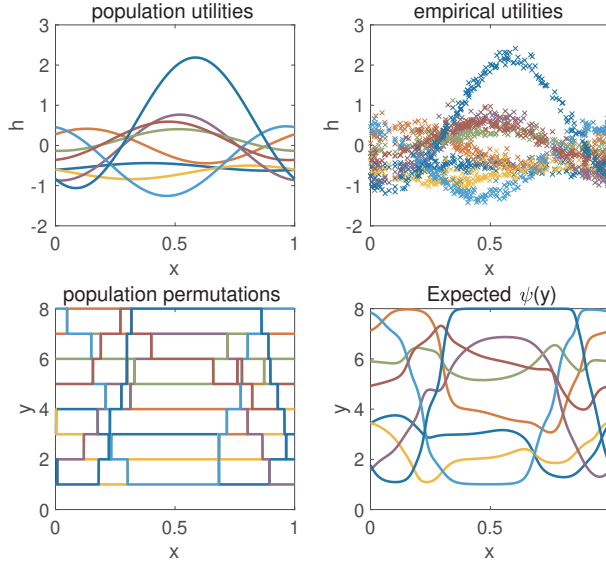 population utilities
3
2
1
0
-1
-2
h
0
0.5
1
x
empirical utilities
3
2
1
0
-1
-2
h
0
0.5
1
x
population permutations
8
6
4
2
0
y
0
0.5
1
x
Expected ψ(y)
8
6
4
2
0
y
0
0.5
1
x